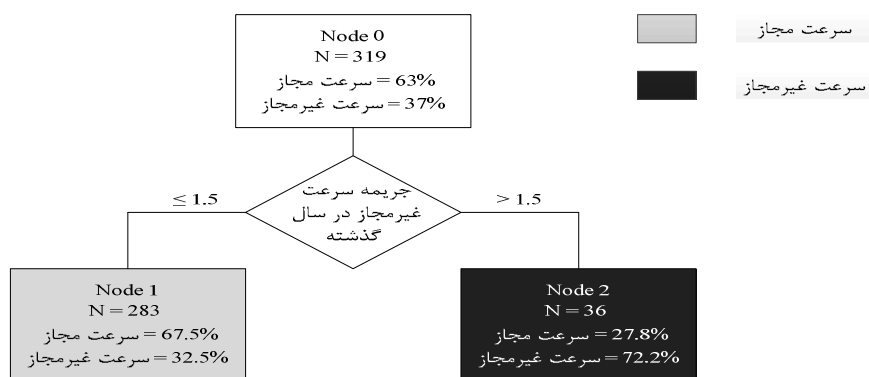 Node 0
N = 319
سرعت مجاز = 63%
سرعت غیرمجاز = 37%
سرعت مجاز
سرعت غیرمجاز
جریمه سرعت
غیرمجاز در سال
گذشته
≤ 1.5
> 1.5
Node 1
N = 283
سرعت مجاز = 67.5%
سرعت غیرمجاز = 32.5%
Node 2
N = 36
سرعت مجاز = 27.8%
سرعت غیرمجاز = 72.2%